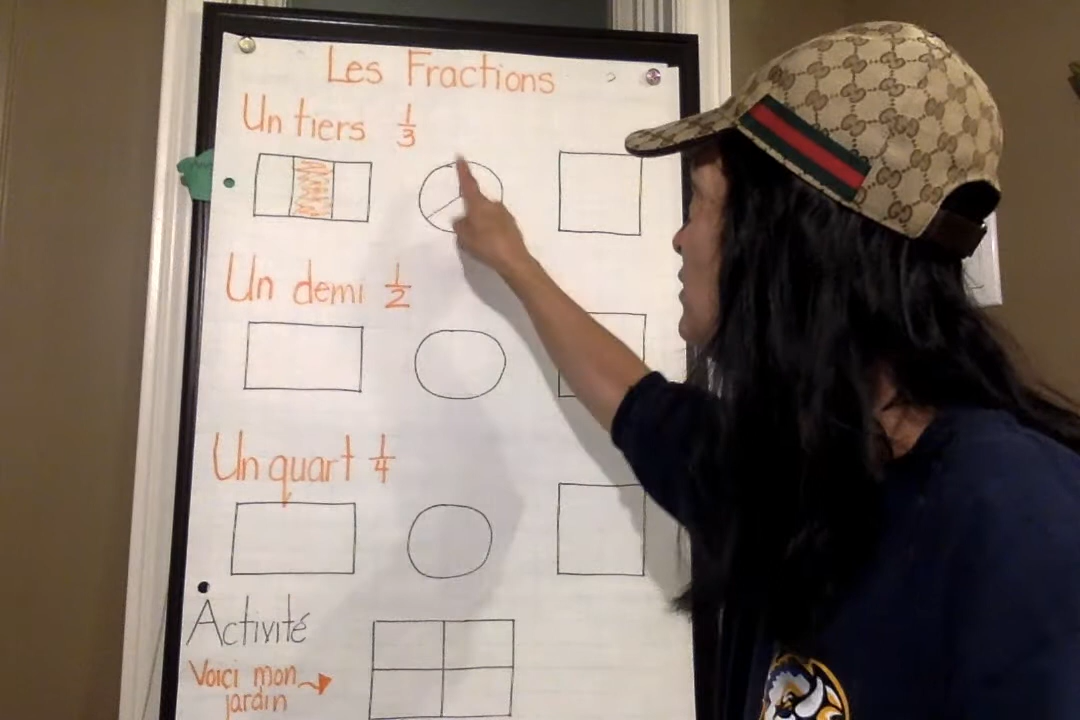 Les Fractions
Un tiers 1/3
Un demi 1/2
Un quart 1/4
Activité
Voici mon
jardin